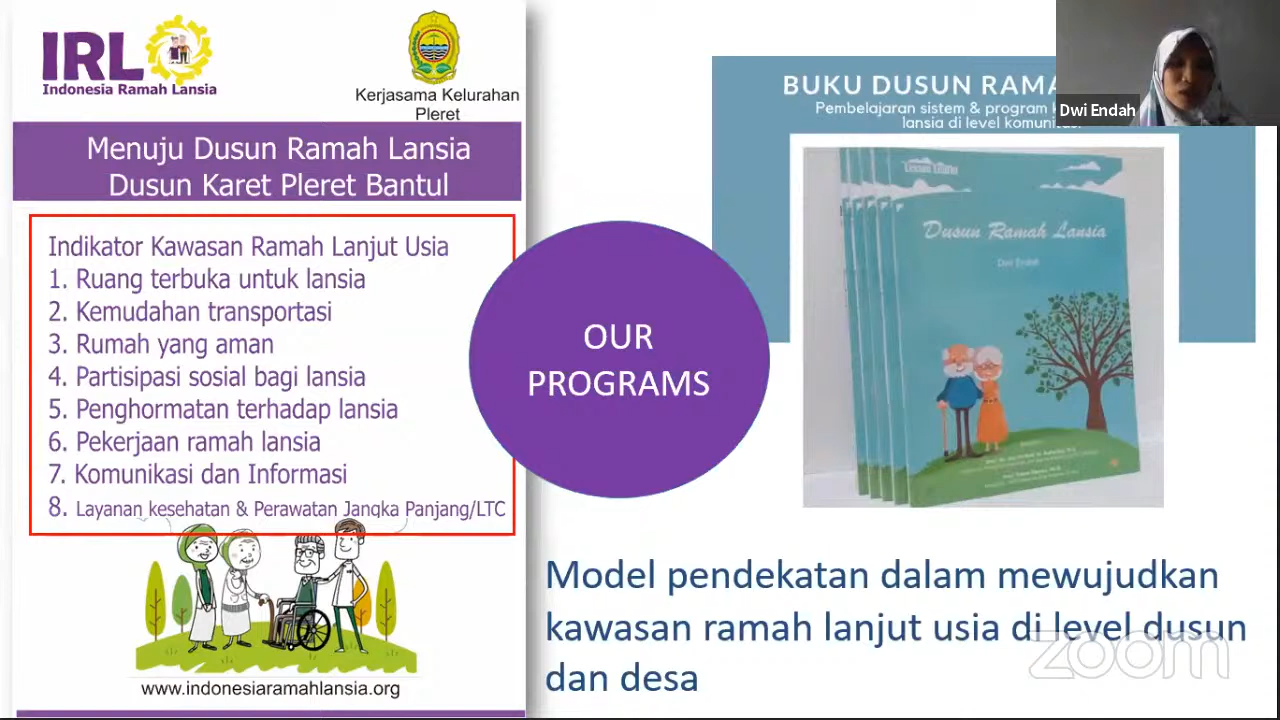 IRL
Indonesia Ramah Lansia
Kerjasama Kelurahan
Pleret
Menuju Dusun Ramah Lansia
Dusun Karet Pleret Bantul
Indikator Kawasan Ramah Lanjut Usia
1. Ruang terbuka untuk lansia
2. Kemudahan transportasi
3. Rumah yang aman
4. Partisipasi sosial bagi lansia
5. Penghormatan terhadap lansia
6. Pekerjaan ramah lansia
7. Komunikasi dan Informasi
8. Layanan kesehatan & Perawatan Jangka Panjang/LTC
www.indonesiaramahlansia.org
OUR
PROGRAMS
BUKU DUSUN
Pembelajaran sistem & program
lansia di level
Dwi Endah
Dusun Ramah Lansia
Dwi Endah
Model pendekatan dalam mewujudkan
kawasan ramah lanjut usia di level dusun
dan desa
zoom